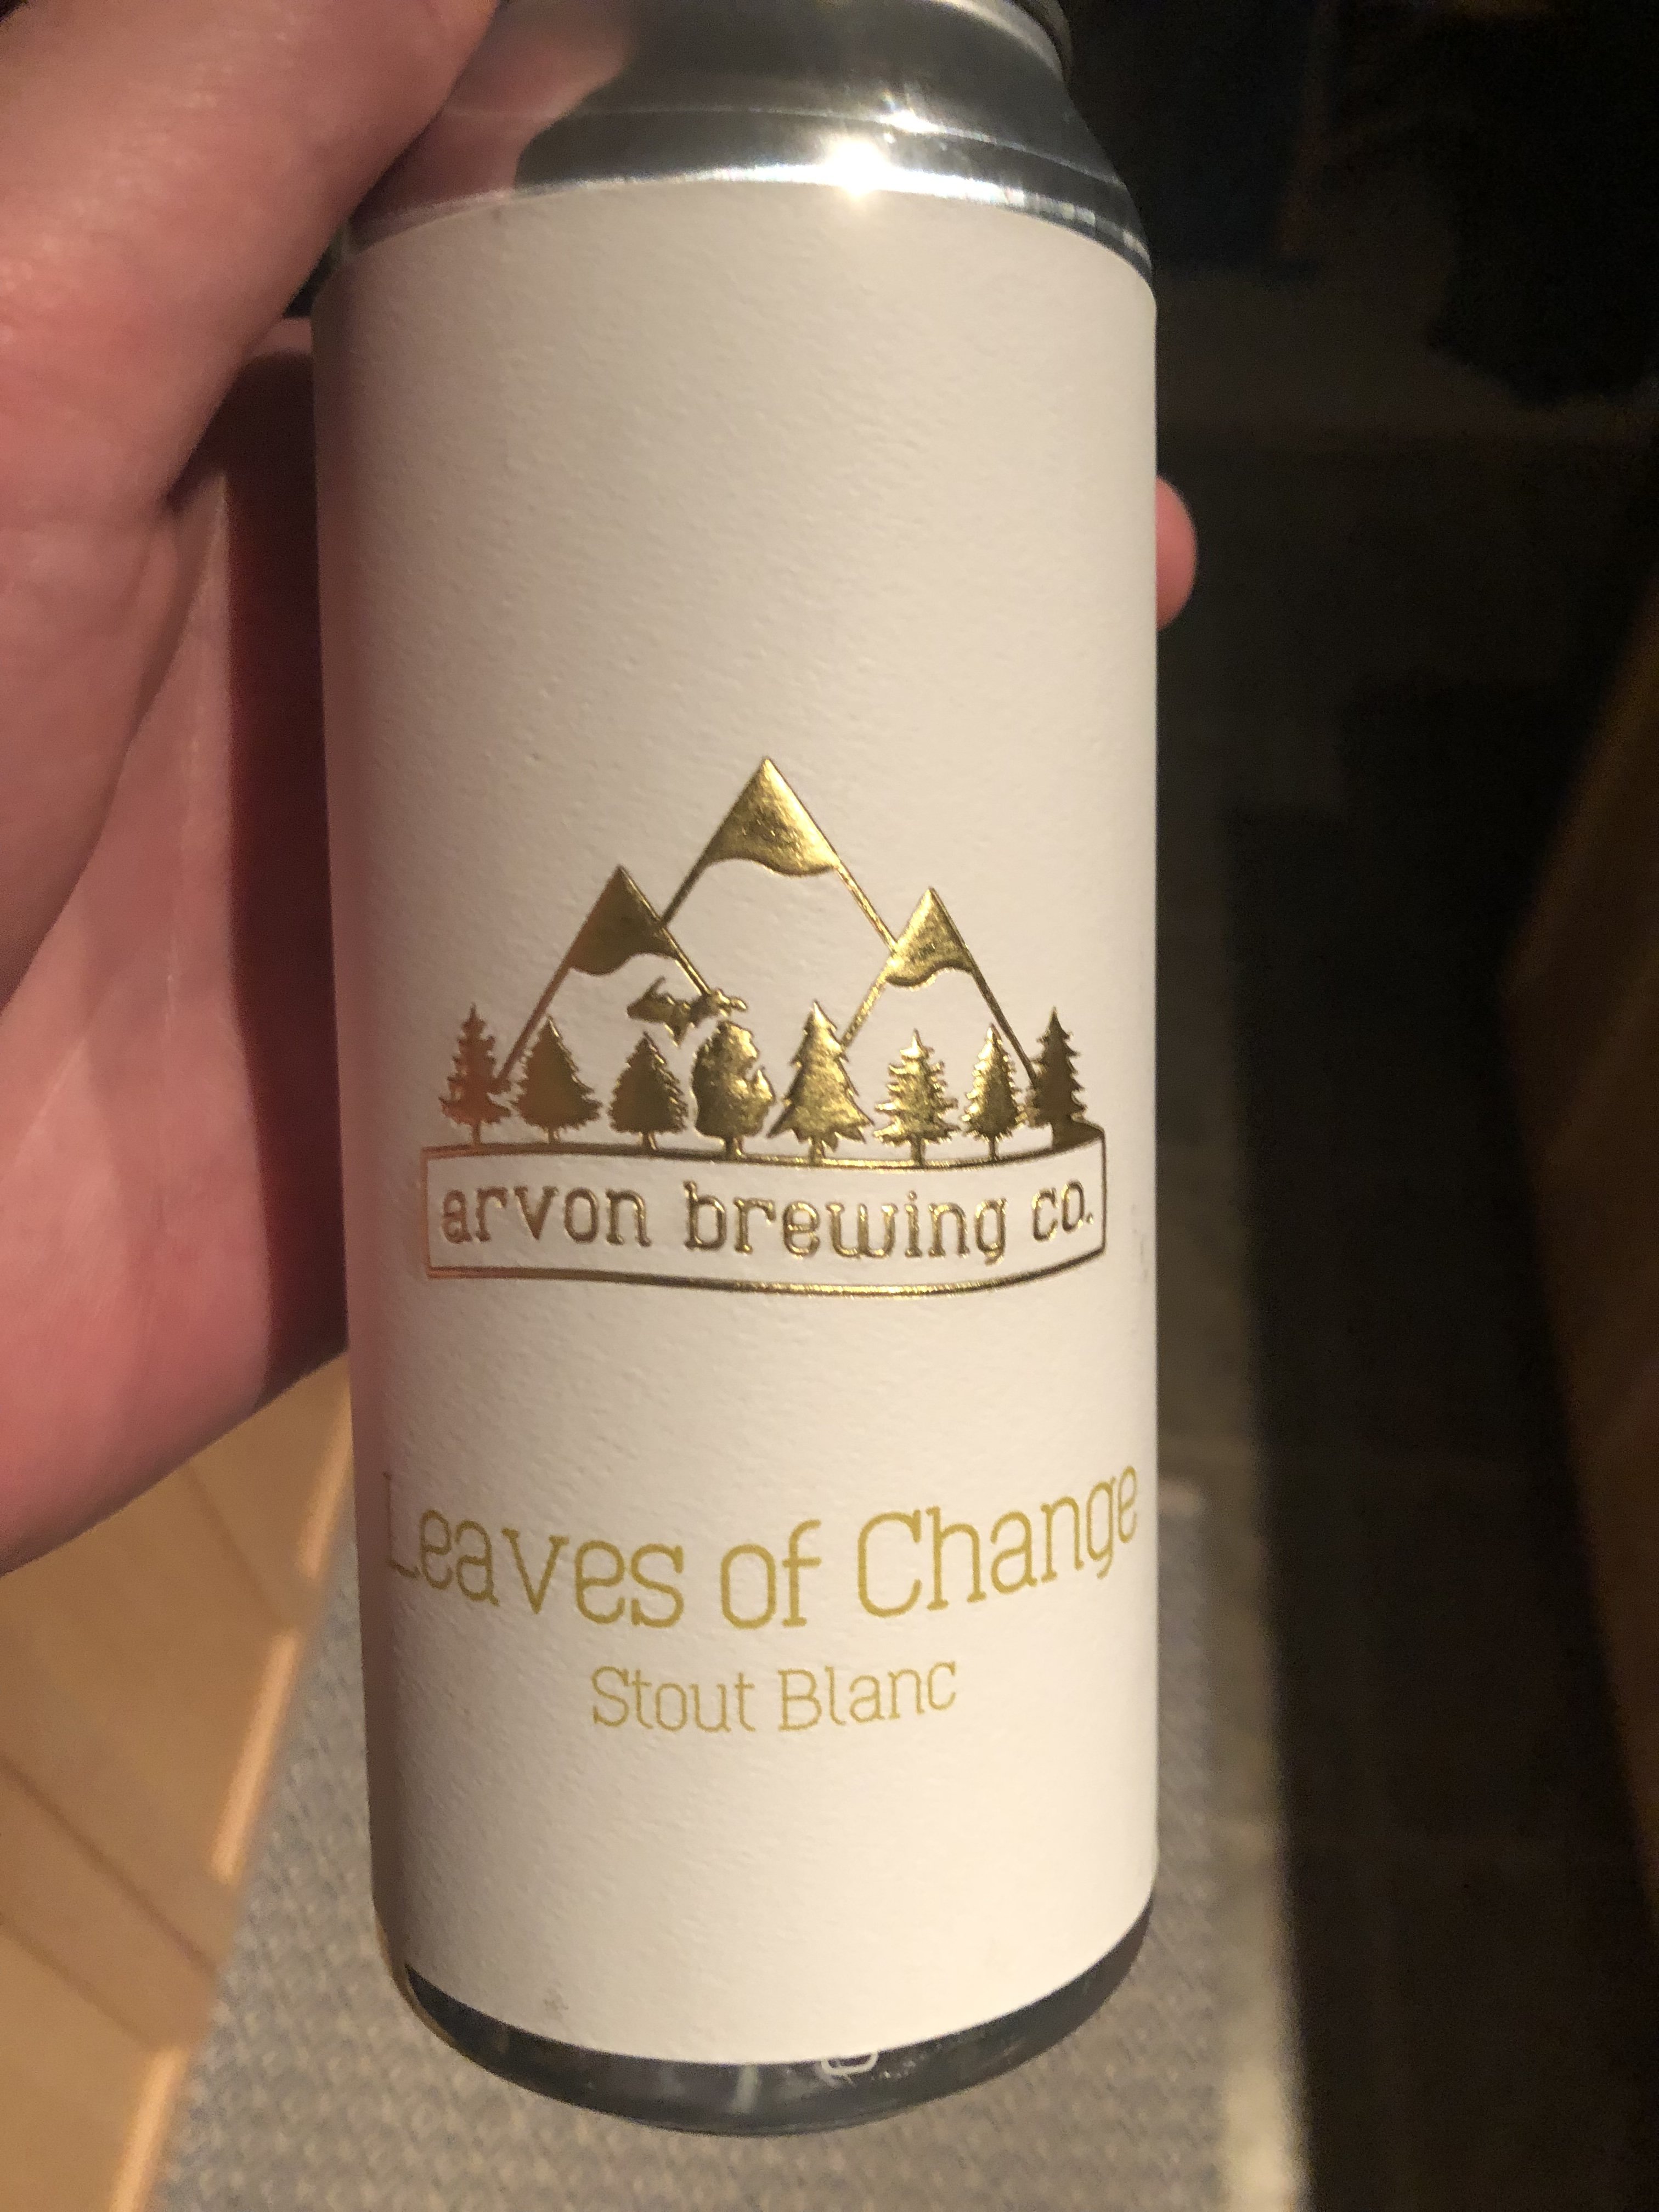 arvon brewing co.
Leaves of Change
Stout Blanc